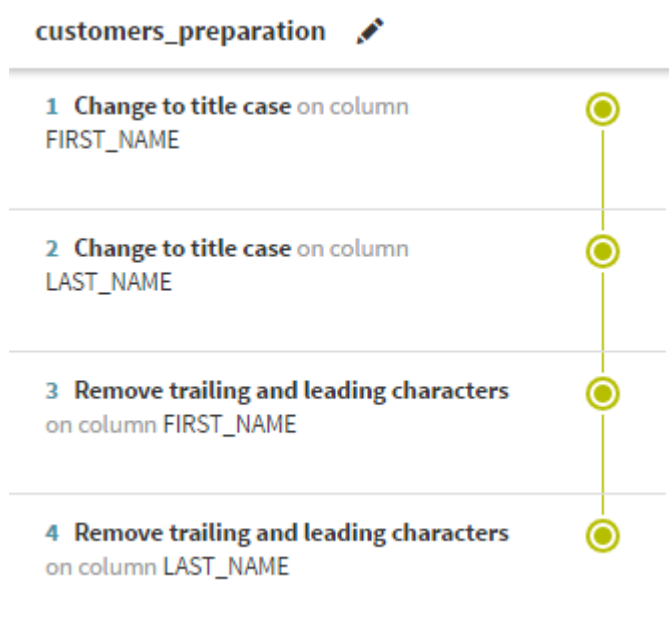 customers_preparation
1 Change to title case on column
FIRST_NAME
2 Change to title case on column
LAST_NAME
3 Remove trailing and leading characters
on column FIRST_NAME
4 Remove trailing and leading characters
on column LAST_NAME